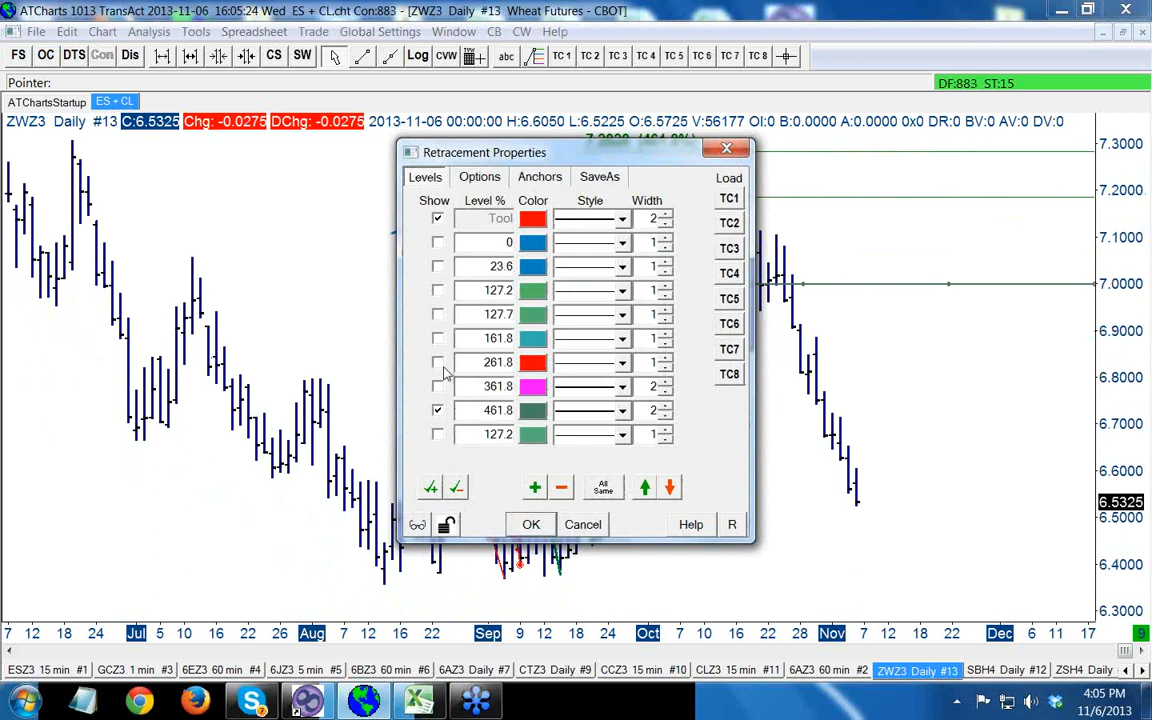 ATCharts 1013 TransAct 2013-11-06 16:05:24 Wed ES + CL.cht Con:883 - [ZWZ3 Daily #13 Wheat Futures - CBOT]
File Edit Chart Analysis Tools Spreadsheet Trade Global Settings Window CB CW Help
FS OC DTS Con Dis CS SW Log CVW abc TC 1 TC 2 TC 3 TC 4 TC 5 TC 6 TC 7 TC 8
Pointer: DF:883 ST:15
ATChartsStartup ES + CL
ZWZ3 Daily #13 C:6.5325 Chg: -0.0275 DChg: -0.0275 2013-11-06 00:00:00 H:6.6050 L:6.5225 O:6.5725 V:56177 OI:0 B:0.0000 A:0.0000 0x0 DR:0 BV:0 AV:0 DV:0
7.3000
7.2000
7.1000
7.0000
6.9000
6.8000
6.7000
6.6000
6.5325
6.5000
6.4000
6.3000
Retracement Properties
Levels Options Anchors SaveAs Load
Show Level % Color Style Width
Tool 2
0 1
23.6 1
127.2 1
127.7 1
161.8 1
261.8 1
361.8 2
461.8 2
127.2 1
TC1
TC2
TC3
TC4
TC5
TC6
TC7
TC8
All
Same
OK Cancel Help R
7 12 18 24 Jul 5 10 16 22 26 Aug 7 12 16 22 Sep 9 12 18 24 Oct 7 10 16 22 28 Nov 7 12 18 22 Dec 6 11 17 9
ESZ3 15 min #1 GCZ3 1 min #3 6EZ3 60 min #4 6JZ3 5 min #5 6BZ3 60 min #6 6AZ3 Daily #7 CTZ3 Daily #9 CCZ3 15 min #10 CLZ3 15 min #11 6AZ3 60 min #2 ZWZ3 Daily #13 SBH4 Daily #12 ZSH4 Daily #
4:05 PM
11/6/2013